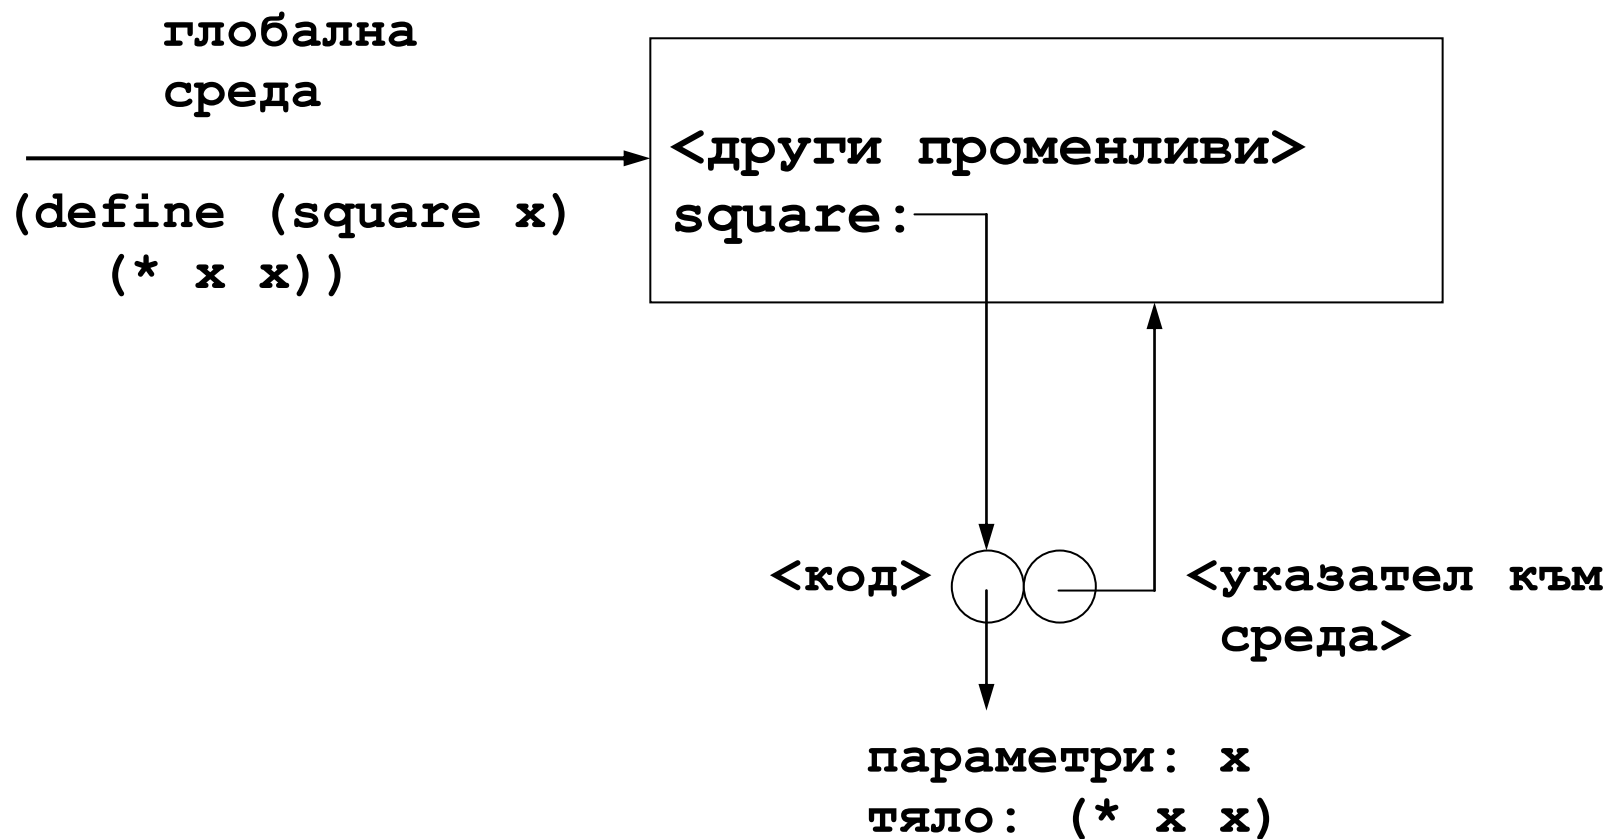 глобална
среда
<други променливи>
(define (square x)
square:
(* x x))
<код>
<указател към
среда>
параметри: x
тяло: (* x x)